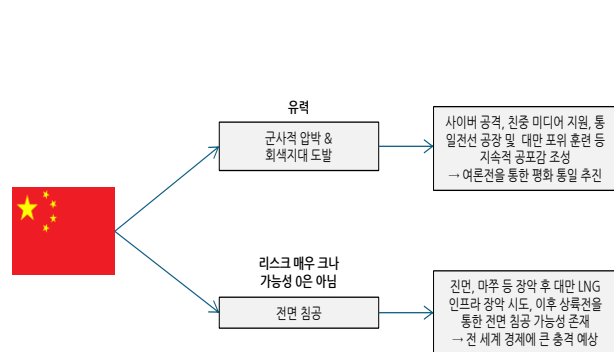 유력
군사적 압박 &
회색지대 도발
사이버 공격, 친중 미디어 지원, 통
일전선 공장 및 대만 포위 훈련 등
지속적 공포감 조성
→ 여론전을 통한 평화 통일 추진
리스크 매우 크나
가능성 0은 아님
전면 침공
진먼, 마쭈 등 장악 후 대만 LNG
인프라 장악 시도, 이후 상륙전을
통한 전면 침공 가능성 존재
→ 전 세계 경제에 큰 충격 예상